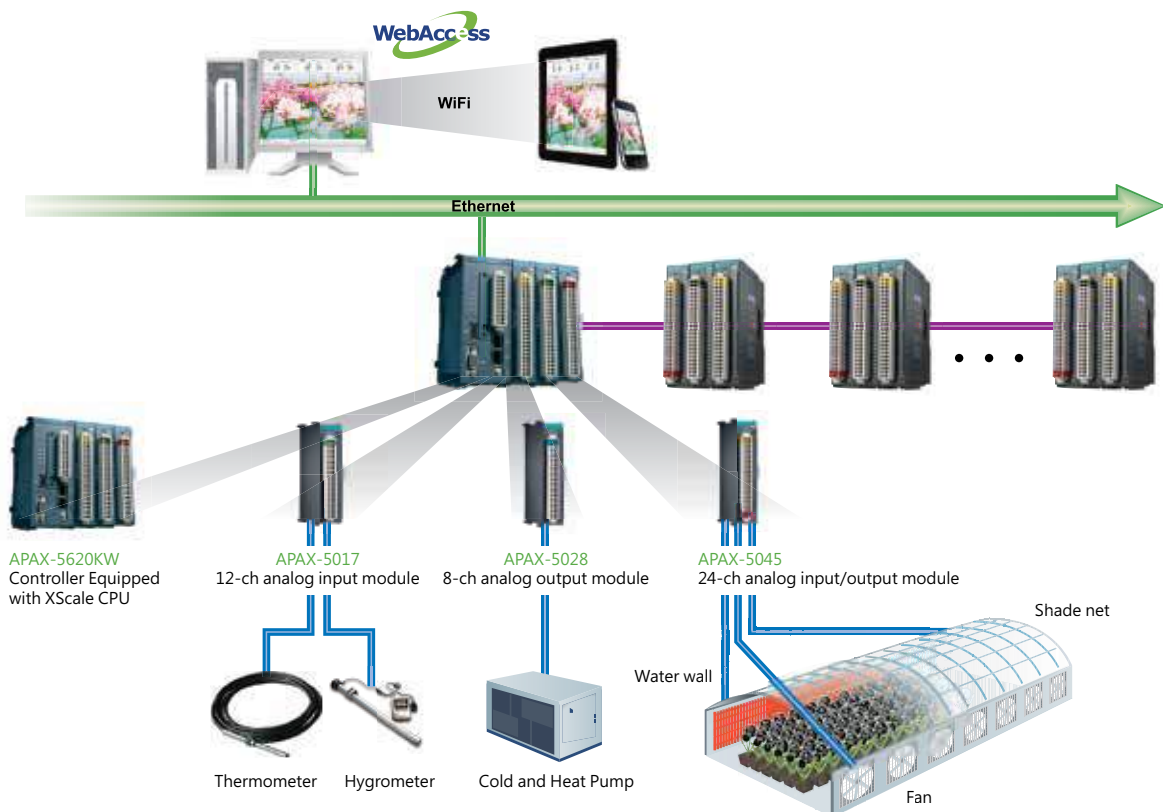 WebAccess
WiFi
Ethernet
APAX-5620KW
Controller Equipped
with XScale CPU
APAX-5017
12-ch analog input module
APAX-5028
8-ch analog output module
APAX-5045
24-ch analog input/output module
Shade net
Water wall
Thermometer
Hygrometer
Cold and Heat Pump
Fan